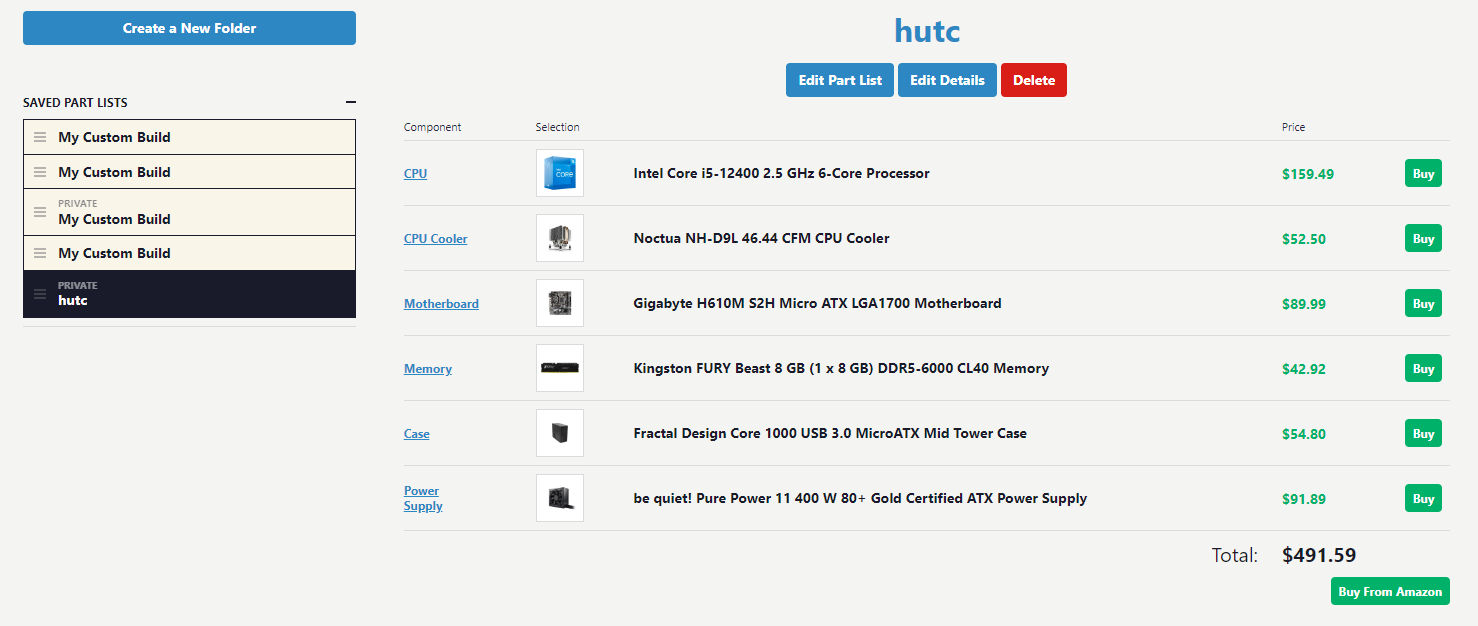 Create a New Folder
SAVED PART LISTS
My Custom Build
My Custom Build
PRIVATE
My Custom Build
My Custom Build
PRIVATE
hutc
hutc
Edit Part List Edit Details Delete
Component Selection Price
CPU Intel Core i5-12400 2.5 GHz 6-Core Processor $159.49 Buy
CPU Cooler Noctua NH-D9L 46.44 CFM CPU Cooler $52.50 Buy
Motherboard Gigabyte H610M S2H Micro ATX LGA1700 Motherboard $89.99 Buy
Memory Kingston FURY Beast 8 GB (1 x 8 GB) DDR5-6000 CL40 Memory $42.92 Buy
Case Fractal Design Core 1000 USB 3.0 MicroATX Mid Tower Case $54.80 Buy
Power
Supply be quiet! Pure Power 11 400 W 80+ Gold Certified ATX Power Supply $91.89 Buy
Total: $491.59
Buy From Amazon